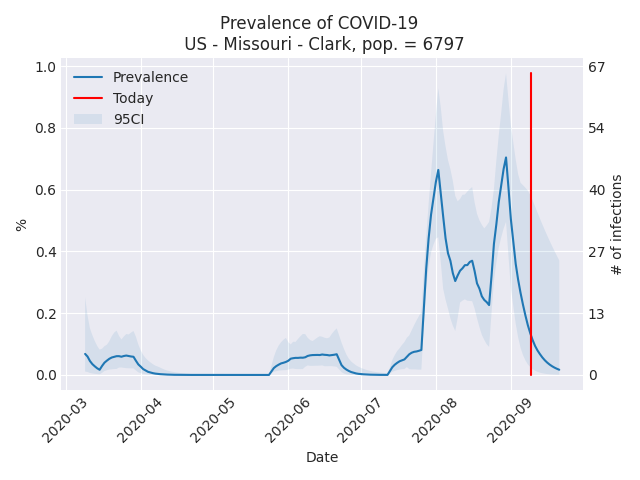 Prevalence of COVID-19
US - Missouri - Clark, pop. = 6797
Prevalence
Today
95CI
1.0
0.8
0.6
0.4
0.2
0.0
%
67
54
40
27
13
0
# of infections
2020-03
2020-04
2020-05
2020-06
2020-07
2020-08
2020-09
Date